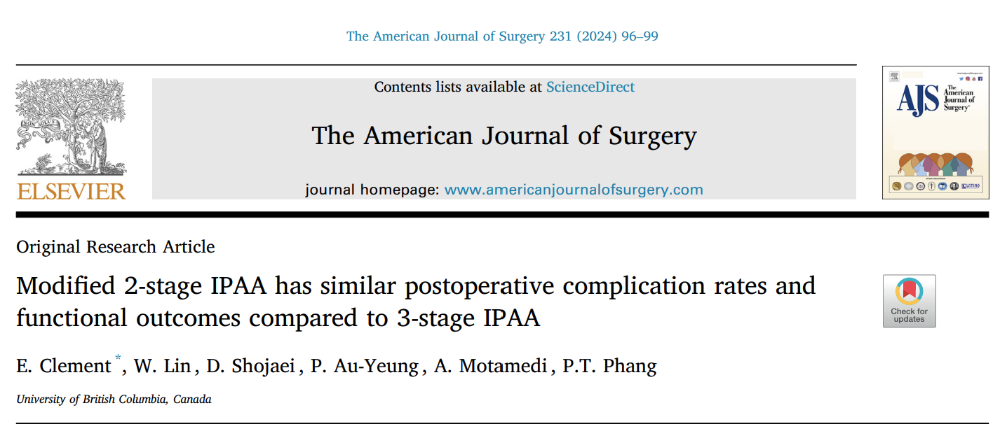 The American Journal of Surgery 231 (2024) 96–99
Contents lists available at ScienceDirect
The American Journal of Surgery
journal homepage: www.americanjournalofsurgery.com
ELSEVIER
AJS
The
American
Journal of
Surgery
Original Research Article
Modified 2-stage IPAA has similar postoperative complication rates and
functional outcomes compared to 3-stage IPAA
Check for
updates
E. Clement*, W. Lin, D. Shojaei, P. Au-Yeung, A. Motamedi, P.T. Phang
University of British Columbia, Canada